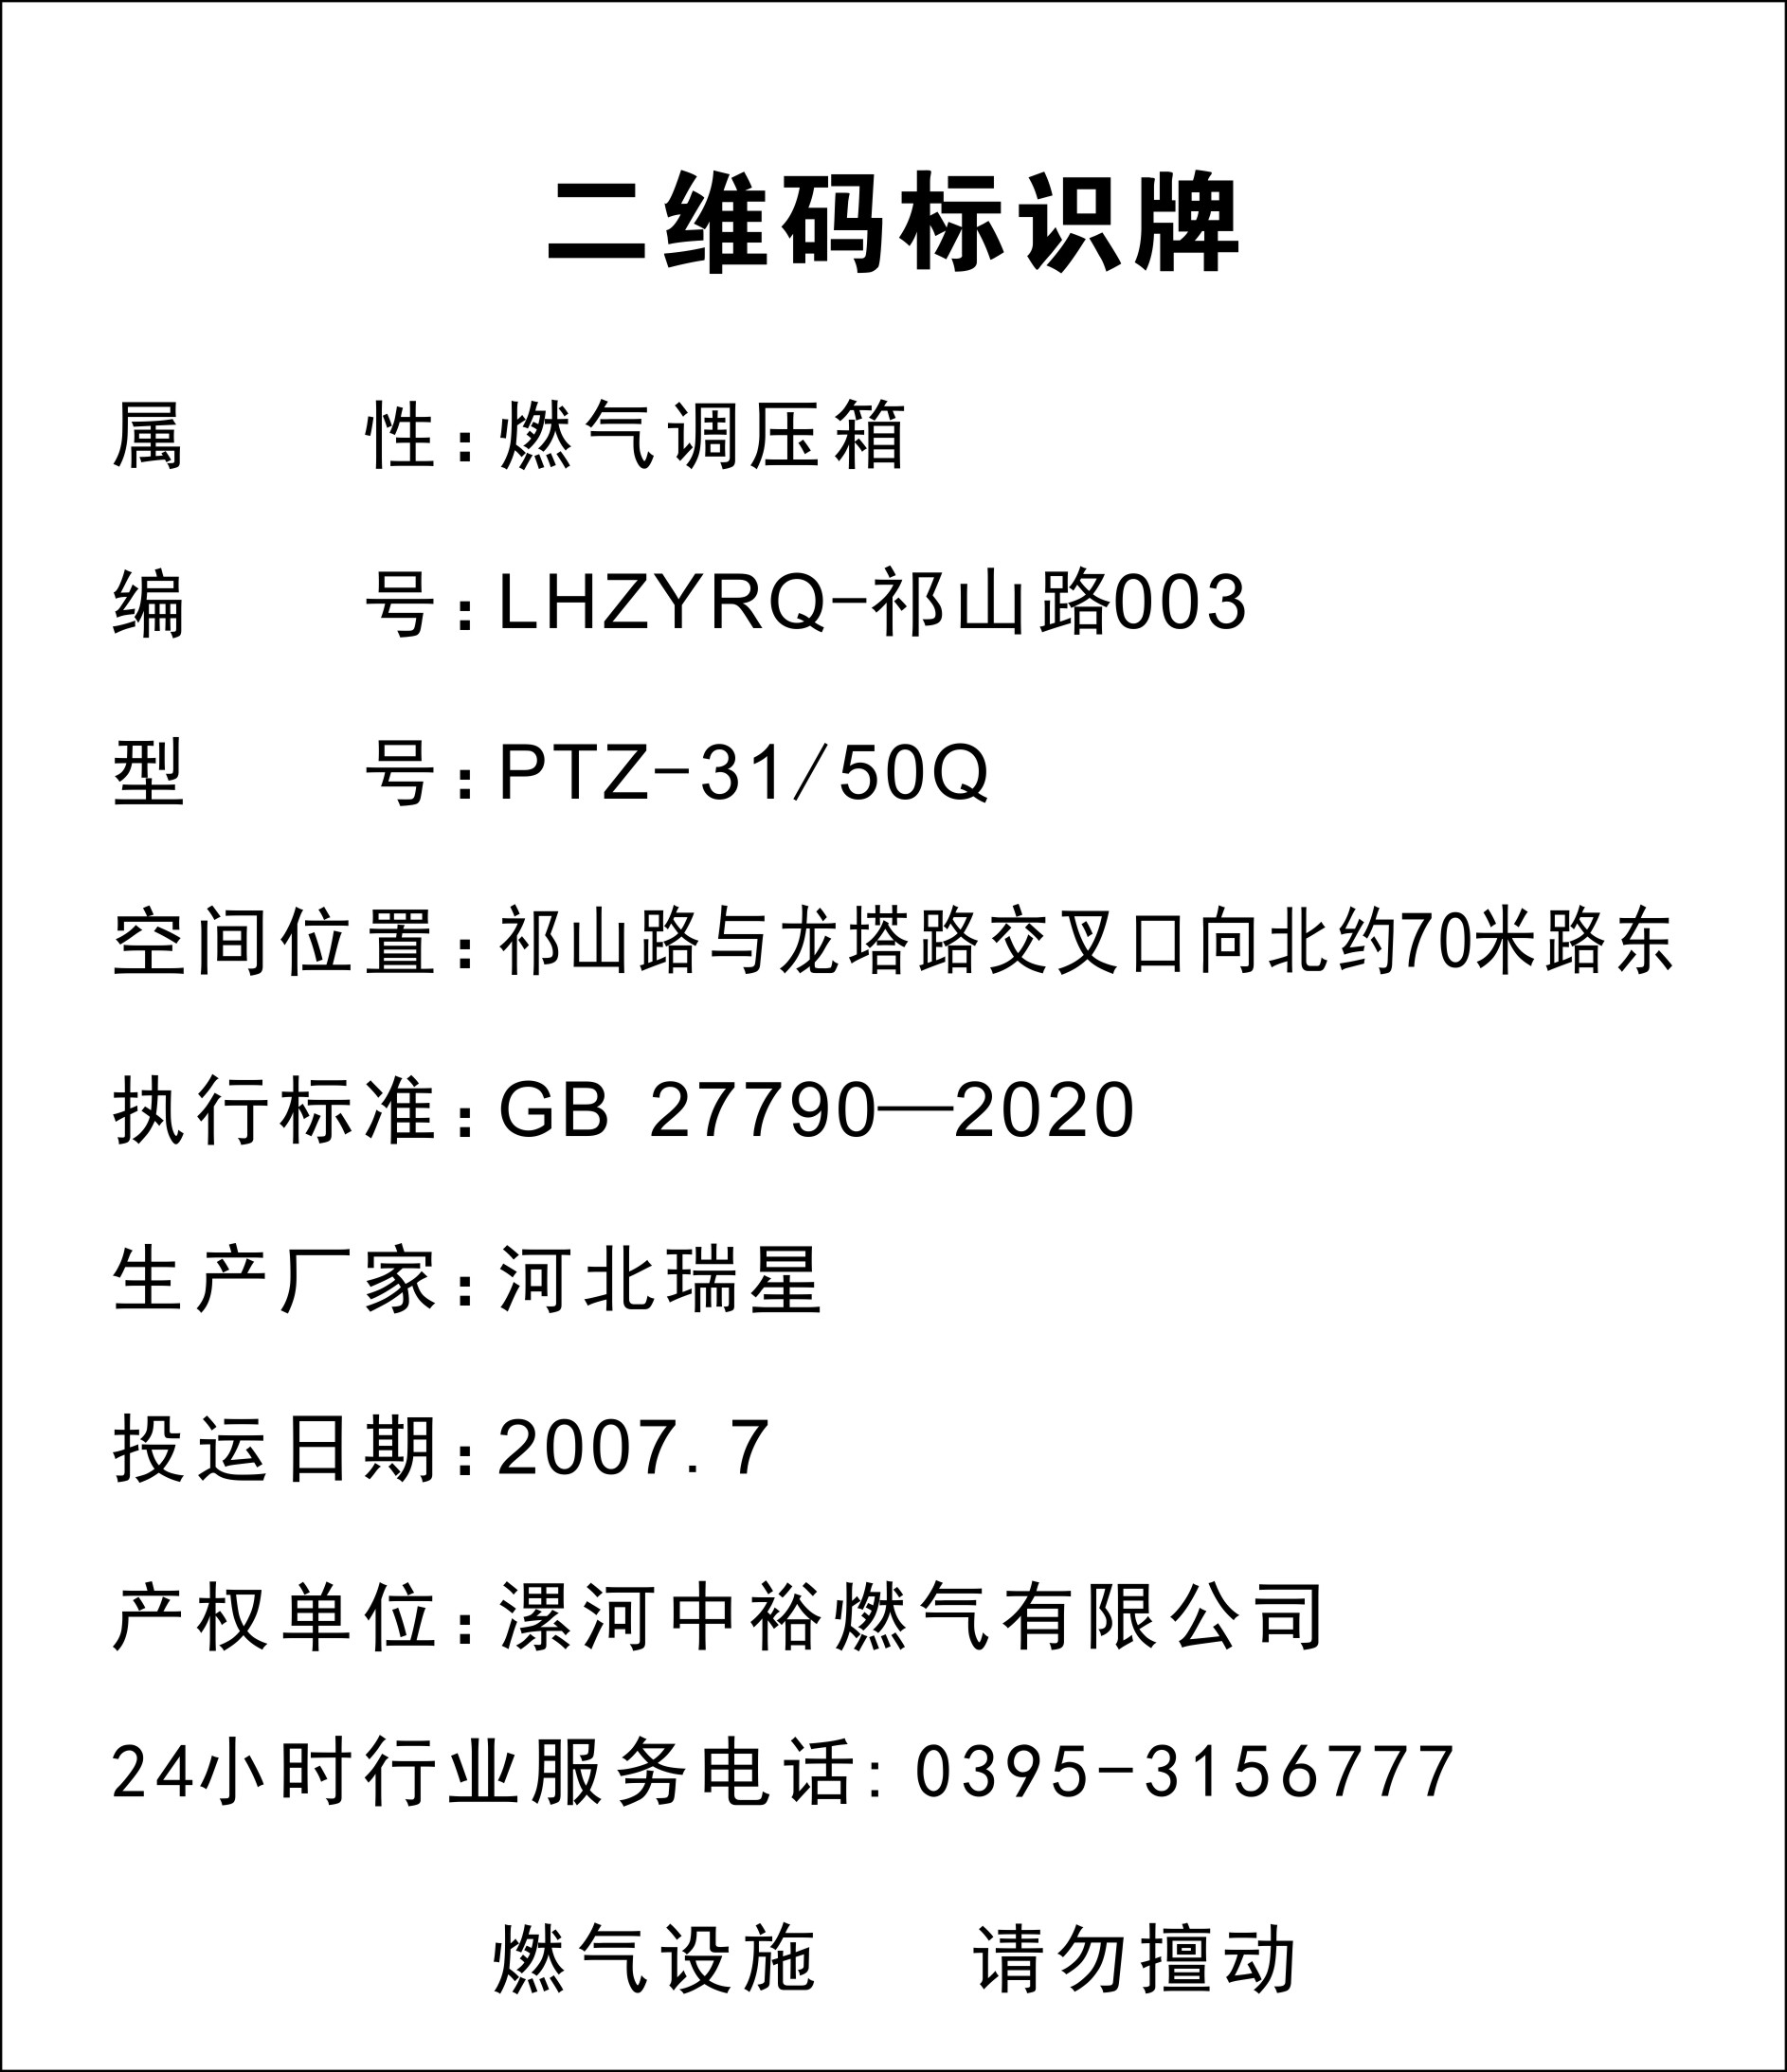 二维码标识牌
属 性:燃气调压箱
编 号:LHZYRQ-祁山路003
型 号:PTZ-31/50Q
空间位置:祁山路与龙塔路交叉口向北约70米路东
执行标准:GB 27790—2020
生产厂家:河北瑞星
投运日期:2007.7
产权单位:漯河中裕燃气有限公司
24小时行业服务电话:0395-3156777
燃气设施 请勿擅动